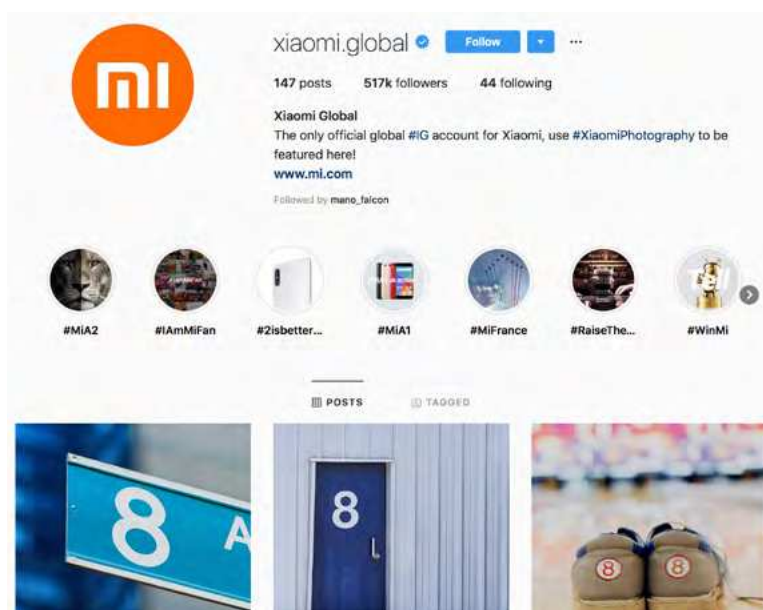 mi
xiaomi.global Follow
147 posts 517k followers 44 following
Xiaomi Global
The only official global #IG account for Xiaomi, use #XiaomiPhotography to be
featured here!
www.mi.com
Followed by mano_falcon
#MiA2 #IAmMiFan #2isbetter... #MiA1 #MiFrance #RaiseThe... #WinMi
POSTS TAGGED
8 A
8
8 8